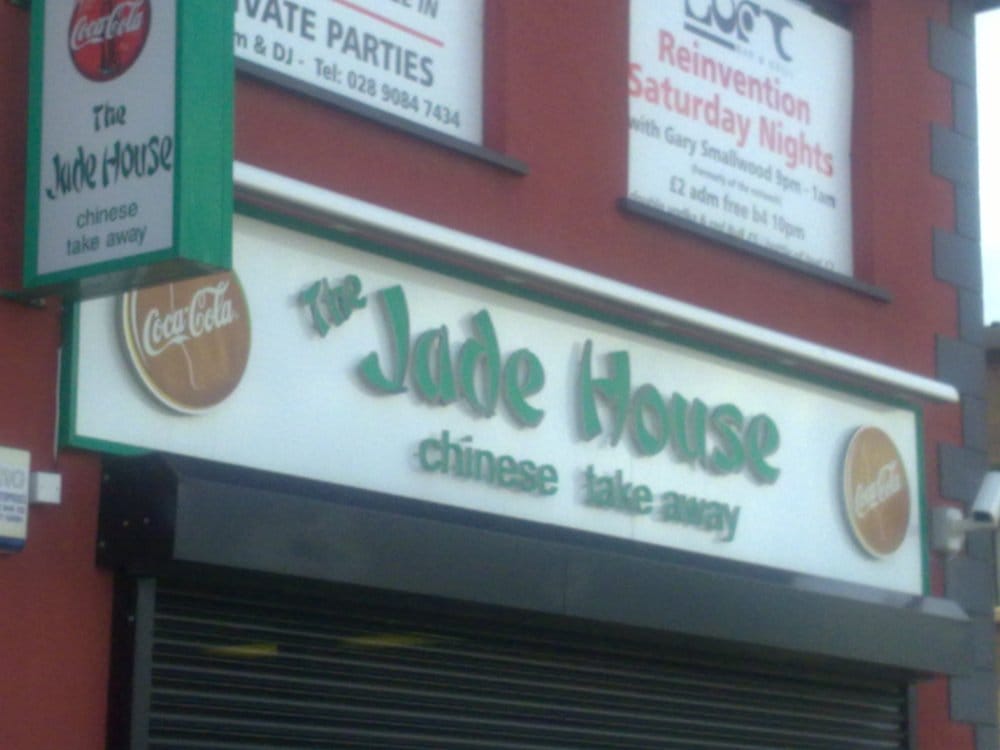 Coca-Cola
The
Jade House
chinese
take away
IN
VATE PARTIES
m & DJ - Tel: 028 9084 7434
Reinvention
Saturday Nights
with Gary Smallwood 9pm - 1am
£2 adm free b4 10pm
Coca-Cola
The Jade House
chinese take away
Coca-Cola